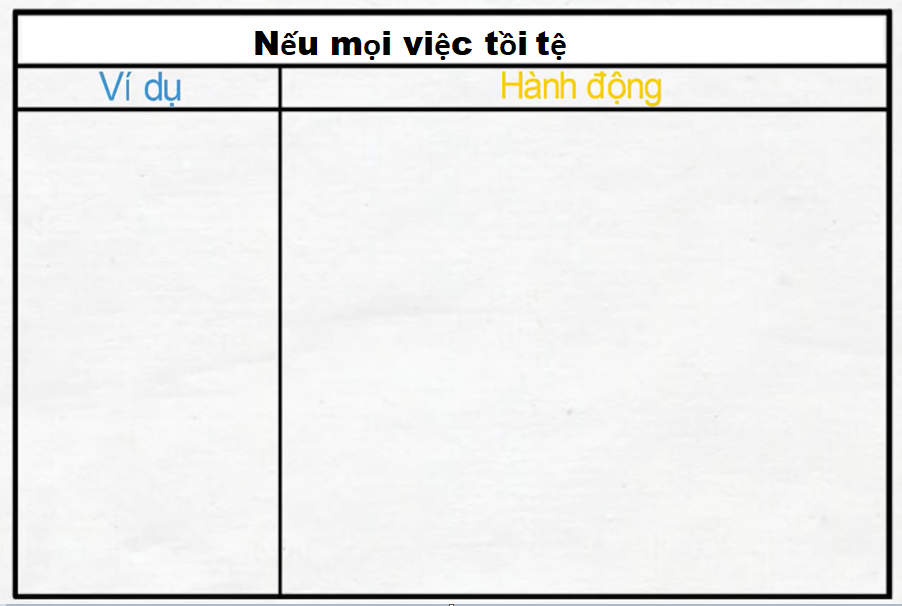 Nếu mọi việc tồi tệ
Ví dụ
Hành động